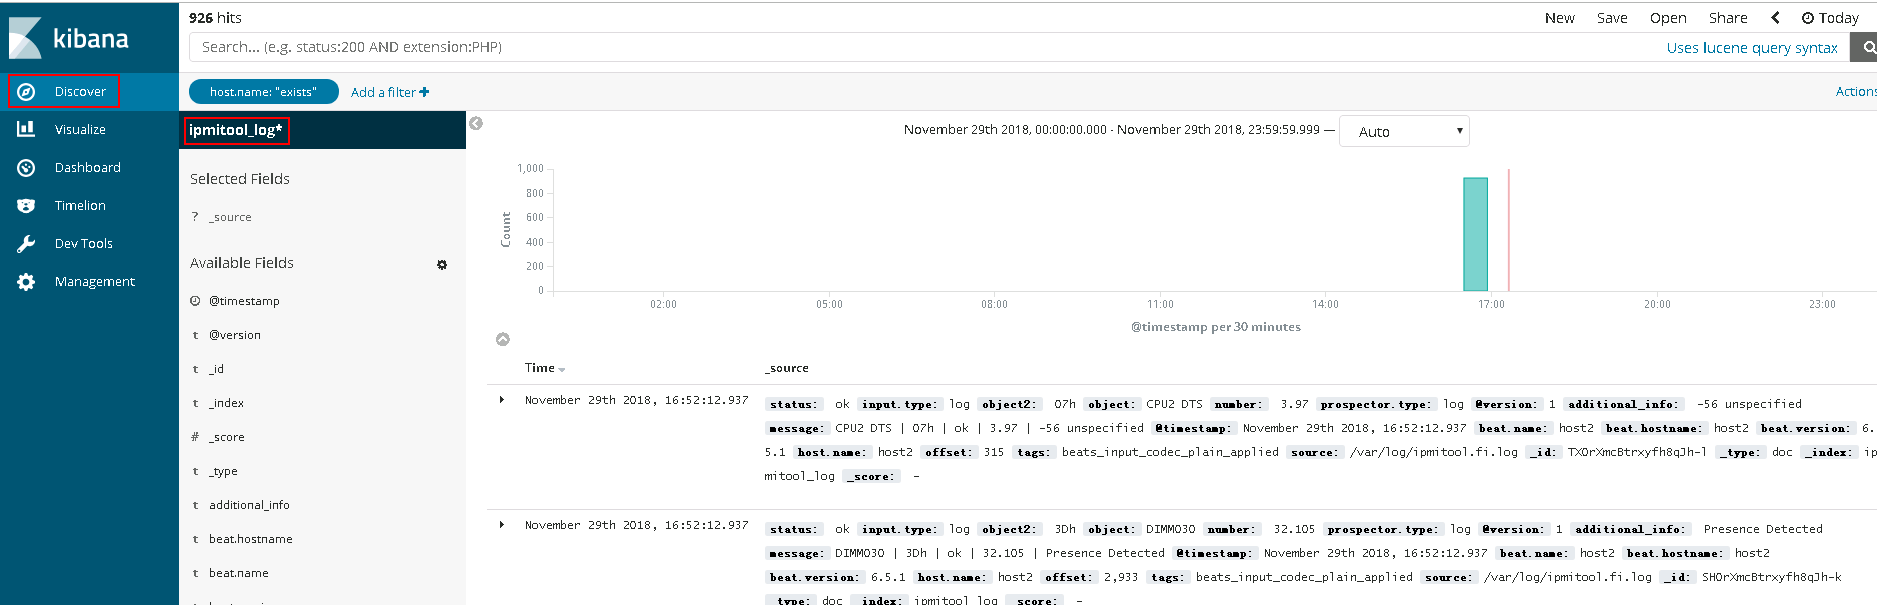 926 hits
New Save Open Share Today
kibana
Search... (e.g. status:200 AND extension:PHP)
Uses lucene query syntax
Discover
host.name: "exists"
Add a filter
Actions
Visualize
Dashboard
Timelion
Dev Tools
Management
ipmitool_log*
Selected Fields
? _source
Available Fields
@timestamp
t @version
t _id
t _index
# _score
t _type
t additional_info
t beat.hostname
t beat.name
November 29th 2018, 00:00:00.000 - November 29th 2018, 23:59:59.999 —
Auto
Count
1,000
800
600
400
200
0
02:00 05:00 08:00 11:00 14:00 17:00 20:00 23:00
@timestamp per 30 minutes
Time _source
November 29th 2018, 16:52:12.937
status: ok input.type: log object2: 07h object: CPU2 DTS number: 3.97 prospector.type: log @version: 1 additional_info: -56 unspecified
message: CPU2 DTS | 07h | ok | 3.97 | -56 unspecified @timestamp: November 29th 2018, 16:52:12.937 beat.name: host2 beat.hostname: host2 beat.version: 6.
5.1 host.name: host2 offset: 315 tags: beats_input_codec_plain_applied source: /var/log/ipmitool.fi.log _id: TXOrXmcBtrxyfh8qJh-l _type: doc _index: ip
mitool_log _score: -
November 29th 2018, 16:52:12.937
status: ok input.type: log object2: 3Dh object: DIMM030 number: 32.105 prospector.type: log @version: 1 additional_info: Presence Detected
message: DIMM030 | 3Dh | ok | 32.105 | Presence Detected @timestamp: November 29th 2018, 16:52:12.937 beat.name: host2 beat.hostname: host2
beat.version: 6.5.1 host.name: host2 offset: 2,933 tags: beats_input_codec_plain_applied source: /var/log/ipmitool.fi.log _id: SHOrXmcBtrxyfh8qJh-k
_type: doc _index: ipmitool_log _score: -